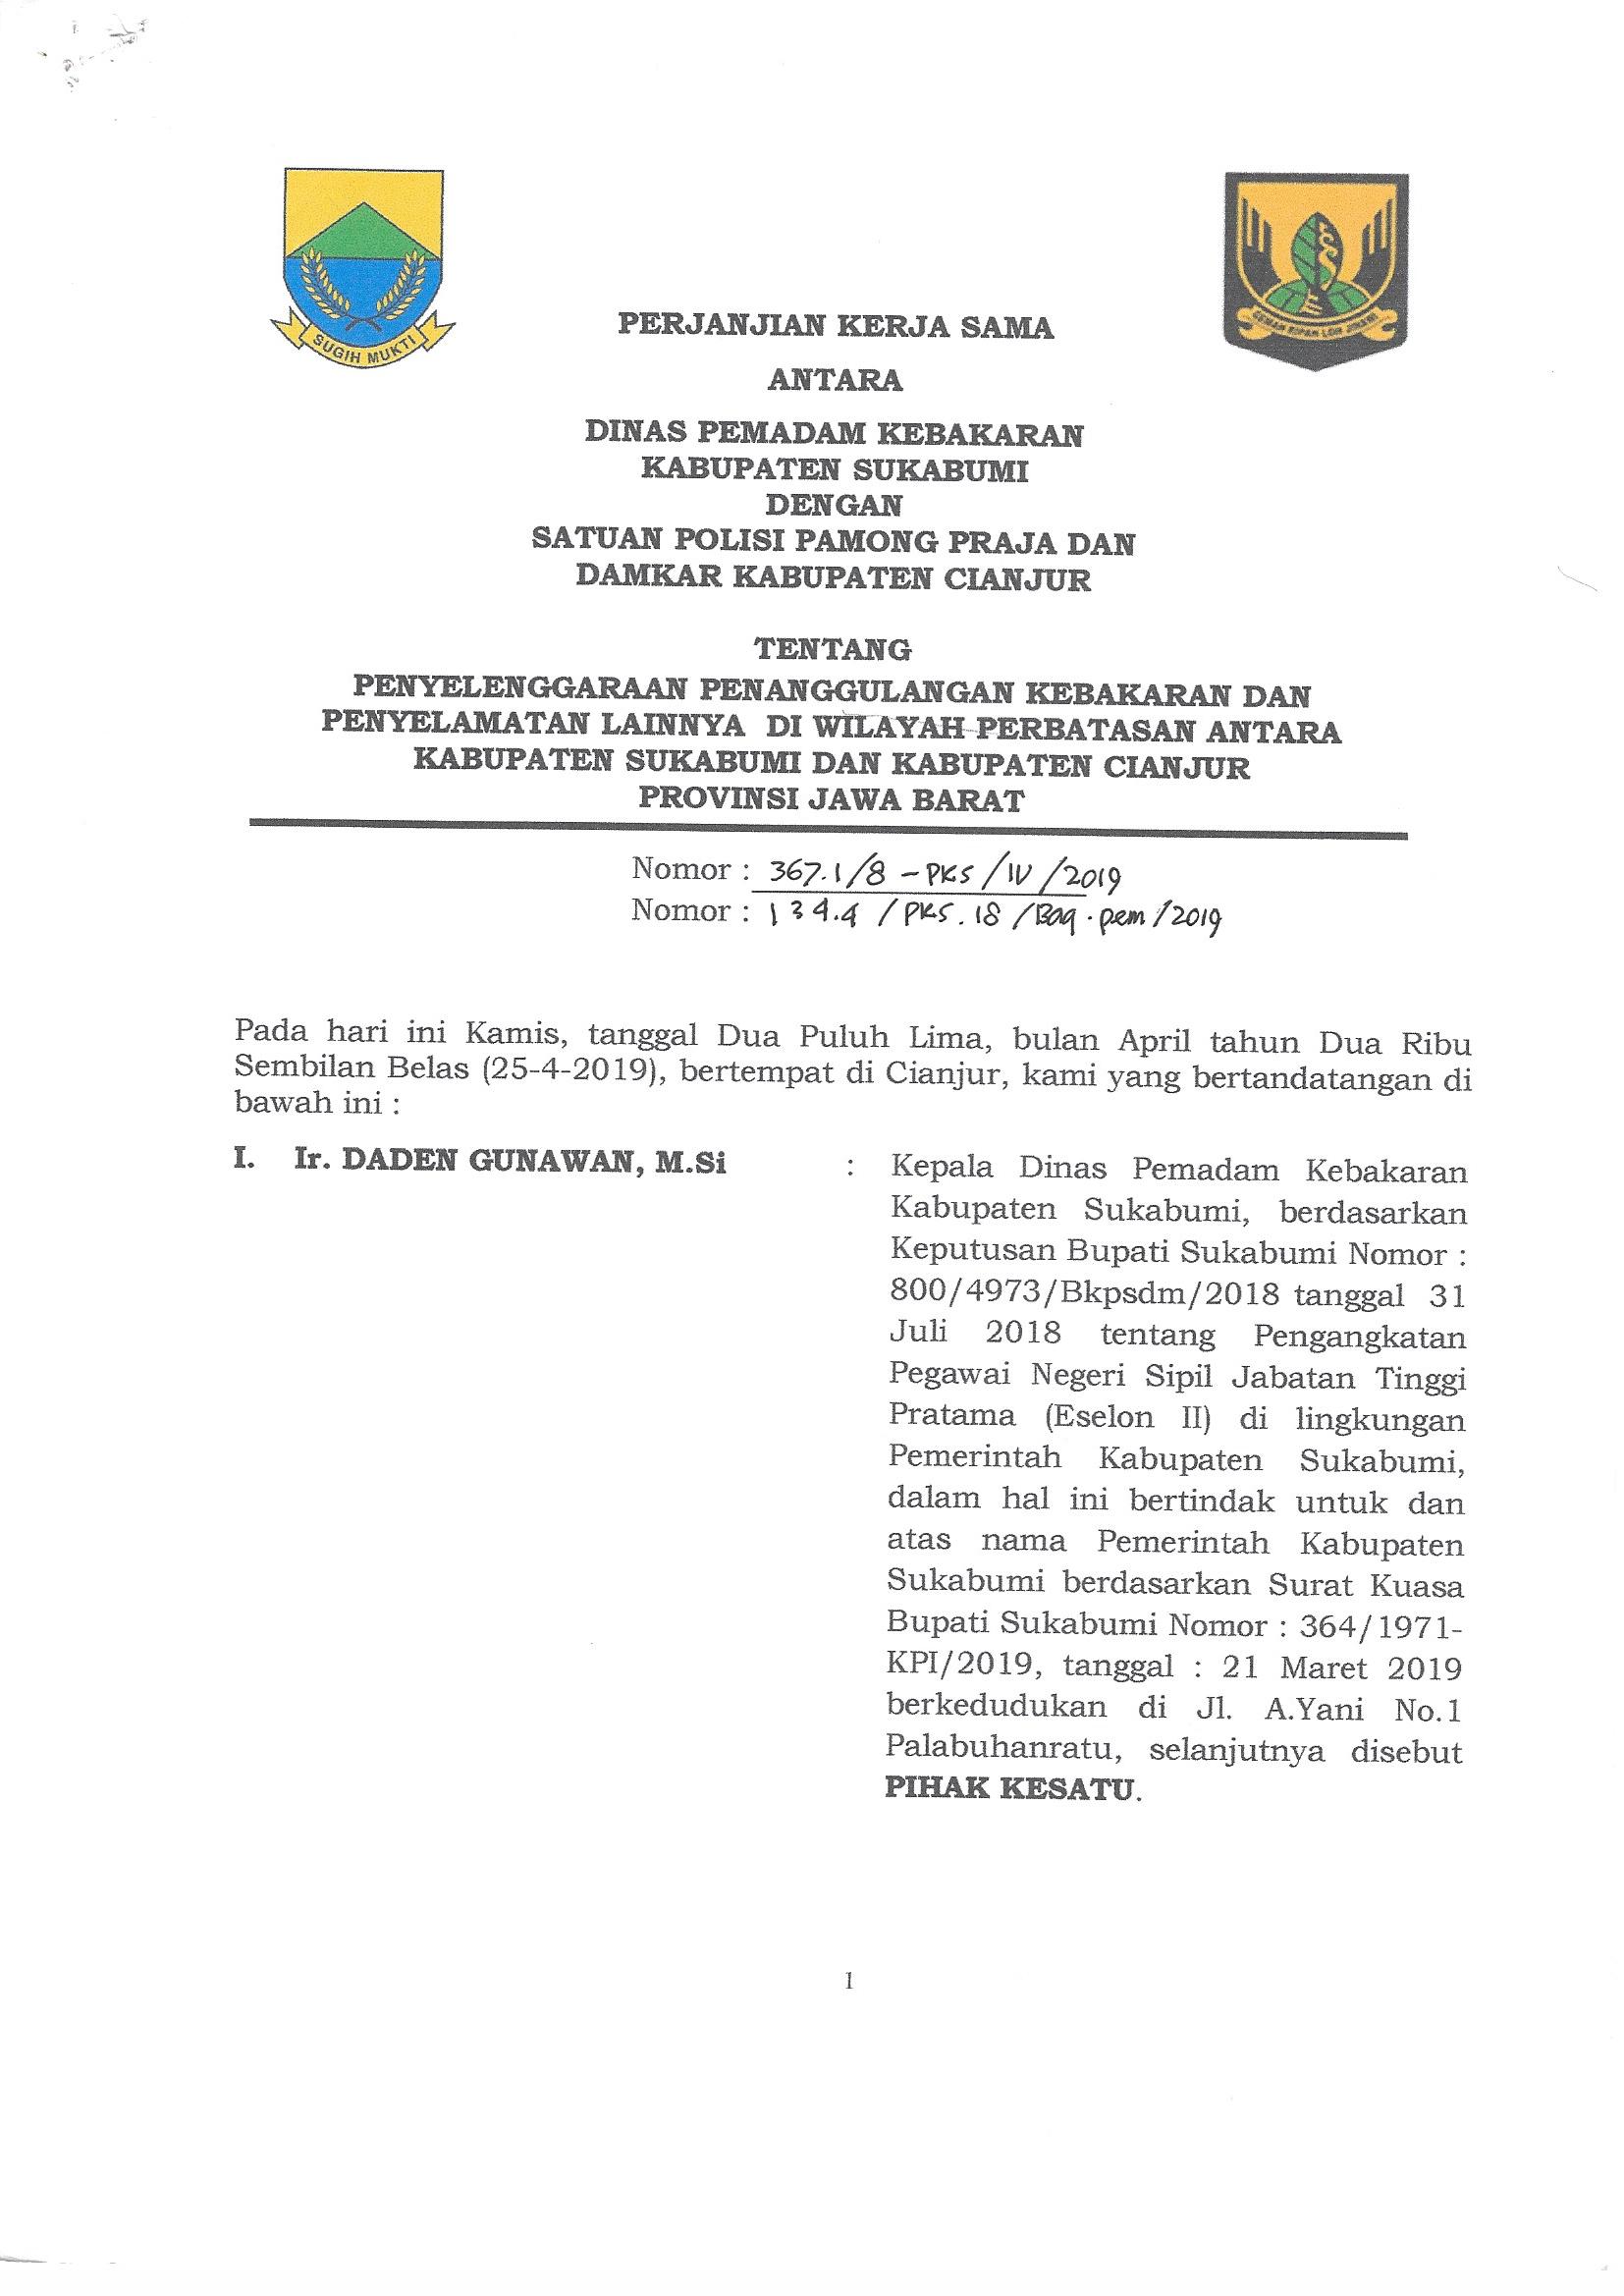 SUGIH MUKTI
GEMAH RIPAH LOH JINAWI
PERJANJIAN KERJA SAMA
ANTARA
DINAS PEMADAM KEBAKARAN
KABUPATEN SUKABUMI
DENGAN
SATUAN POLISI PAMONG PRAJA DAN
DAMKAR KABUPATEN CIANJUR
TENTANG
PENYELENGGARAAN PENANGGULANGAN KEBAKARAN DAN
PENYELAMATAN LAINNYA DI WILAYAH PERBATASAN ANTARA
KABUPATEN SUKABUMI DAN KABUPATEN CIANJUR
PROVINSI JAWA BARAT
Nomor : 367.1/8 - PKS/IV/2019
Nomor : 134.4 / PKS. 18 / Bag. pem / 2019
Pada hari ini Kamis, tanggal Dua Puluh Lima, bulan April tahun Dua Ribu
Sembilan Belas (25-4-2019), bertempat di Cianjur, kami yang bertandatangan di
bawah ini :
I. Ir. DADEN GUNAWAN, M.Si : Kepala Dinas Pemadam Kebakaran
Kabupaten Sukabumi, berdasarkan
Keputusan Bupati Sukabumi Nomor :
800/4973/Bkpsdm/2018 tanggal 31
Juli 2018 tentang Pengangkatan
Pegawai Negeri Sipil Jabatan Tinggi
Pratama (Eselon II) di lingkungan
Pemerintah Kabupaten Sukabumi,
dalam hal ini bertindak untuk dan
atas nama Pemerintah Kabupaten
Sukabumi berdasarkan Surat Kuasa
Bupati Sukabumi Nomor : 364/1971-
KPI/2019, tanggal : 21 Maret 2019
berkedudukan di Jl. A.Yani No.1
Palabuhanratu, selanjutnya disebut
PIHAK KESATU.
1